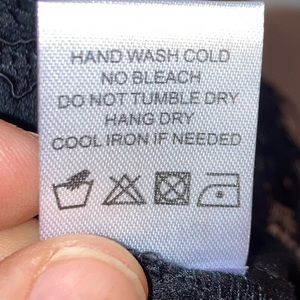 HAND WASH COLD
NO BLEACH
DO NOT TUMBLE DRY
HANG DRY
COOL IRON IF NEEDED